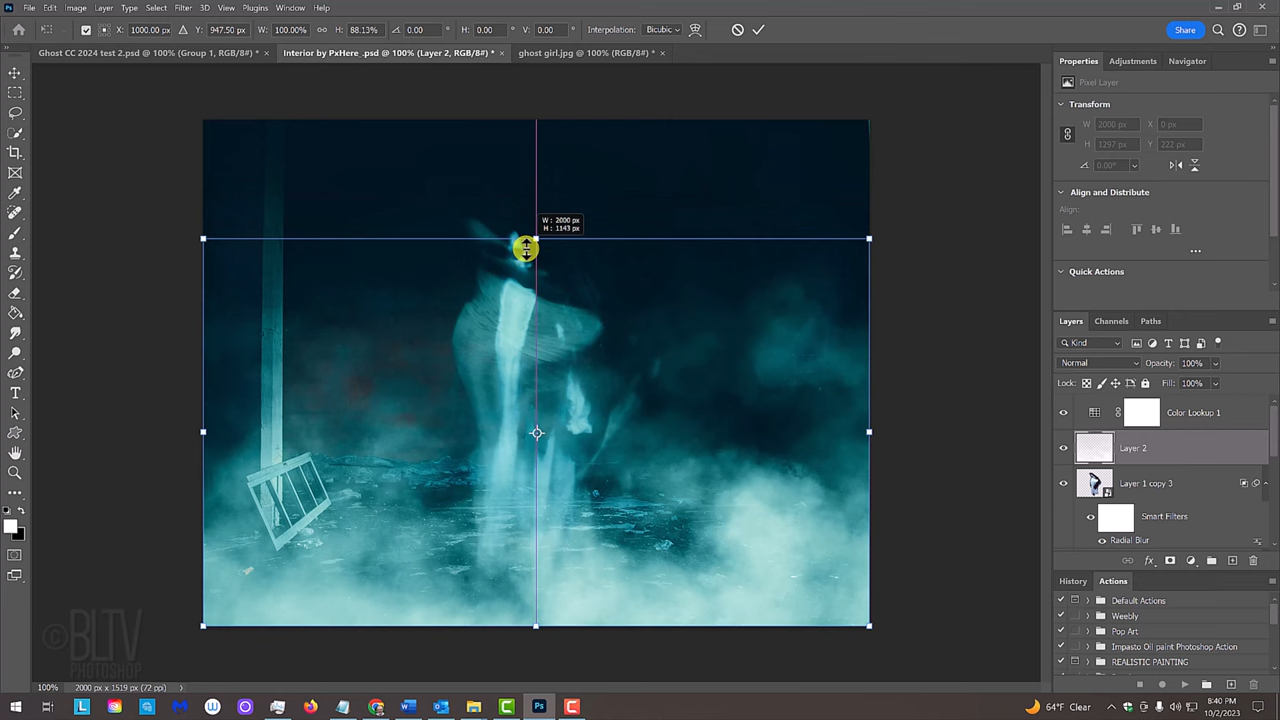 File Edit Image Layer Type Select Filter 3D View Plugins Window Help
X: 1000.00 px Y: 947.50 px W: 100.00% H: 88.13% 0.00 ° H: 0.00 ° V: 0.00 ° Interpolation: Bicubic Share
Ghost CC 2024 test 2.psd @ 100% (Group 1, RGB/8#) * × Interior by PxHere_.psd @ 100% (Layer 2, RGB/8#) * × ghost girl.jpg @ 100% (RGB/8#) * ×
Properties Adjustments Navigator
Pixel Layer
Transform
W 2000 px X 0 px
H 1297 px Y 222 px
0.00°
Align and Distribute
Align:
W : 2000 px
H : 1143 px
Quick Actions
Layers Channels Paths
Kind
Normal Opacity: 100%
Lock: Fill: 100%
Color Lookup 1
Layer 2
Layer 1 copy 3
Smart Filters
Radial Blur
History Actions
Default Actions
Weebly
Pop Art
Impasto Oil paint Photoshop Action
REALISTIC PAINTING
©BLTV
PHOTOSHOP
100% 2000 px x 1519 px (72 ppi)
64°F Clear 8:40 PM
10/2/2023